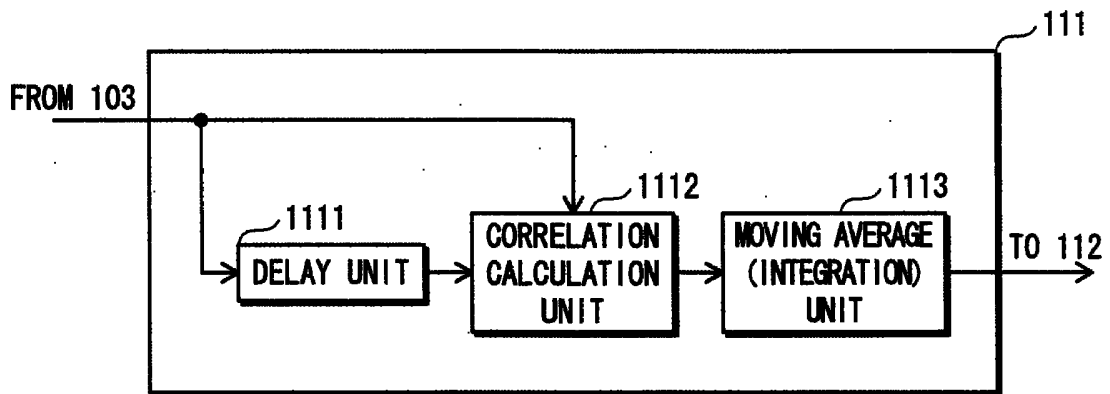 111
FROM 103
1111
DELAY UNIT
1112
CORRELATION
CALCULATION
UNIT
1113
MOVING AVERAGE
(INTEGRATION)
UNIT
TO 112